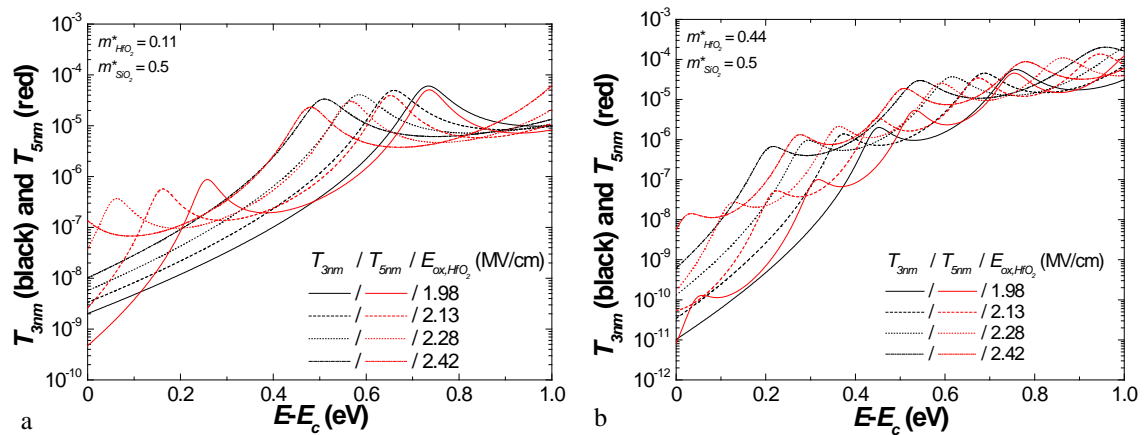 T3nm (black) and T5nm (red)
10-3
10-4
10-5
10-6
10-7
10-8
10-9
10-10
m*HfO2 = 0.11
m*SiO2 = 0.5
T3nm / T5nm / Eox,HfO2 (MV/cm)
/ / 1.98
/ / 2.13
/ / 2.28
/ / 2.42
0 0.2 0.4 0.6 0.8 1.0
E-Ec (eV)
a
T3nm (black) and T5nm (red)
10-3
10-4
10-5
10-6
10-7
10-8
10-9
10-10
10-11
10-12
m*HfO2 = 0.44
m*SiO2 = 0.5
T3nm / T5nm / Eox,HfO2 (MV/cm)
/ / 1.98
/ / 2.13
/ / 2.28
/ / 2.42
0 0.2 0.4 0.6 0.8 1.0
E-Ec (eV)
b